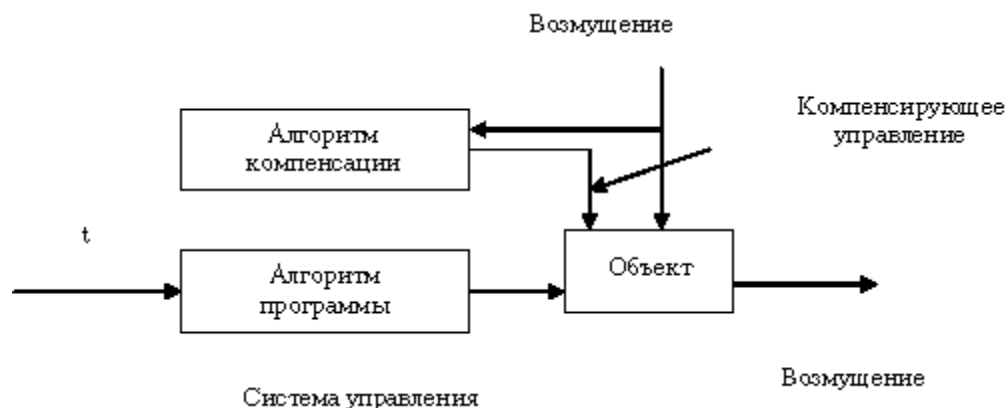 Возмущение
Компенсирующее
управление
Алгоритм
компенсации
t
Алгоритм
программы
Объект
Возмущение
Система управления